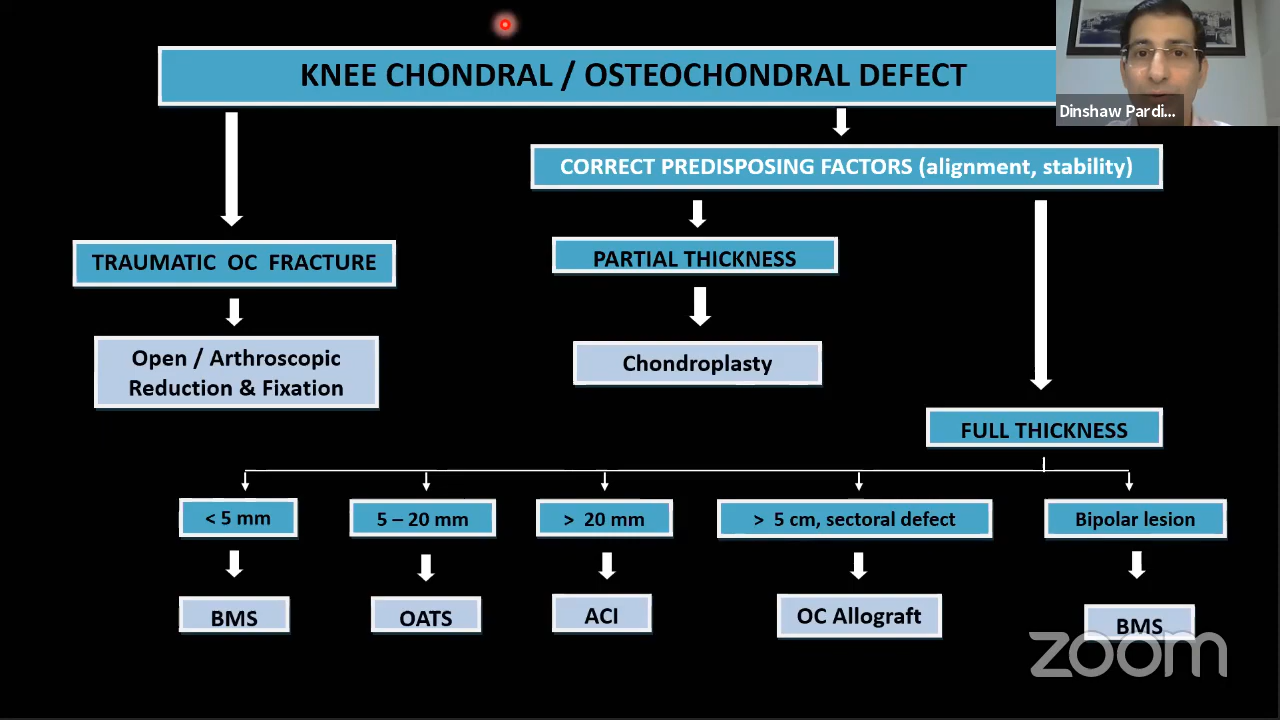 KNEE CHONDRAL / OSTEOCHONDRAL DEFECT
Dinshaw Pardi...
CORRECT PREDISPOSING FACTORS (alignment, stability)
TRAUMATIC OC FRACTURE
PARTIAL THICKNESS
Open / Arthroscopic
Reduction & Fixation
Chondroplasty
FULL THICKNESS
< 5 mm
5 – 20 mm
> 20 mm
> 5 cm, sectoral defect
Bipolar lesion
BMS
OATS
ACI
OC Allograft
BMS
zoom